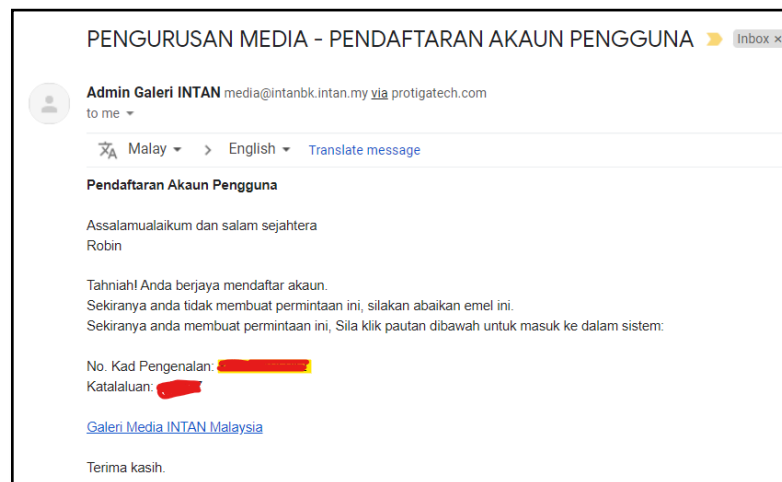 PENGURUSAN MEDIA - PENDAFTARAN AKAUN PENGGUNA Inbox ×
Admin Galeri INTAN media@intanbk.intan.my via protigatech.com
to me
Malay > English Translate message
Pendaftaran Akaun Pengguna
Assalamualaikum dan salam sejahtera
Robin
Tahniah! Anda berjaya mendaftar akaun.
Sekiranya anda tidak membuat permintaan ini, silakan abaikan emel ini.
Sekiranya anda membuat permintaan ini, Sila klik pautan dibawah untuk masuk ke dalam sistem:
No. Kad Pengenalan:
Katalaluan:
Galeri Media INTAN Malaysia
Terima kasih.